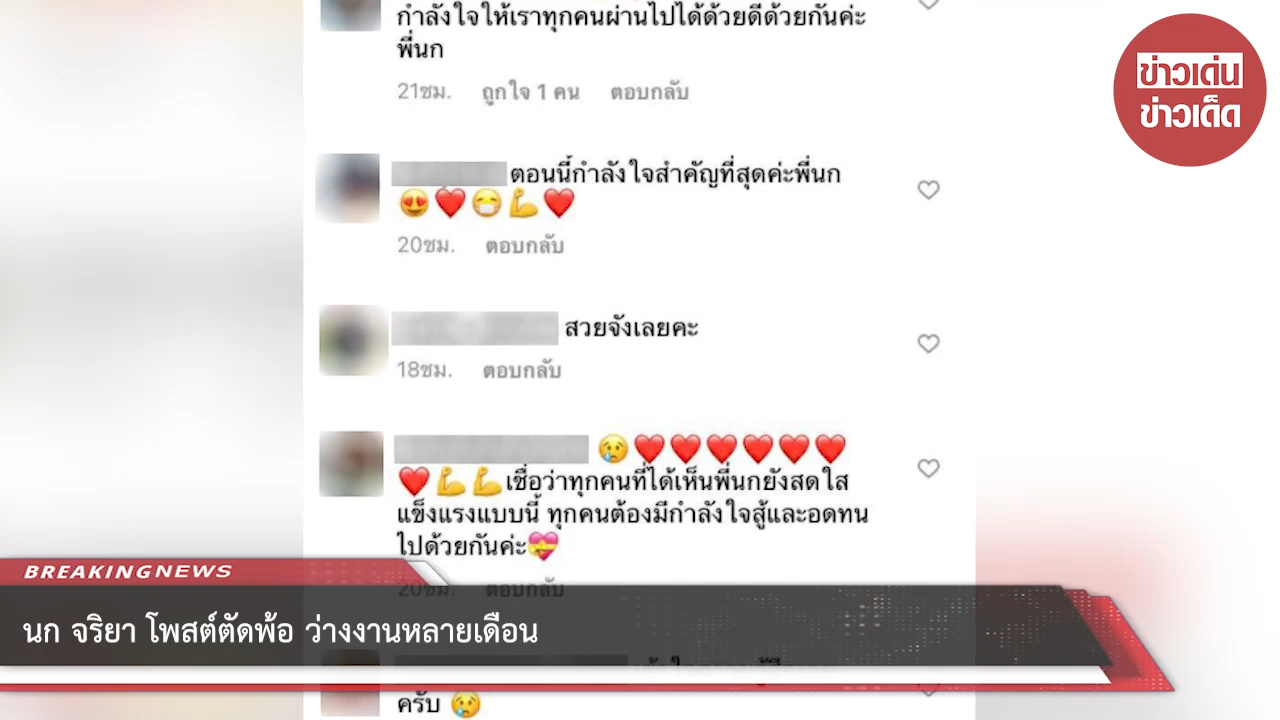 กำลังใจให้เราทุกคนผ่านไปได้ด้วยดีด้วยกันค่ะ
พี่นก
21ชม. ถูกใจ 1 คน ตอบกลับ
ข่าวเด่น
ข่าวเด็ด
ตอนนี้กำลังใจสำคัญที่สุดค่ะพี่นก
😍❤️😷💪❤️
20ชม. ตอบกลับ
สวยจังเลยคะ
18ชม. ตอบกลับ
😢❤️❤️❤️❤️❤️❤️
❤️💪💪เชื่อว่าทุกคนที่ได้เห็นพี่นกยังสดใส
แข็งแรงแบบนี้ ทุกคนต้องมีกำลังใจสู้และอดทน
ไปด้วยกันค่ะ💝
20ชม. ตอบกลับ
BREAKINGNEWS
นก จริยา โพสต์ตัดพ้อ ว่างงานหลายเดือน
ครับ 😢